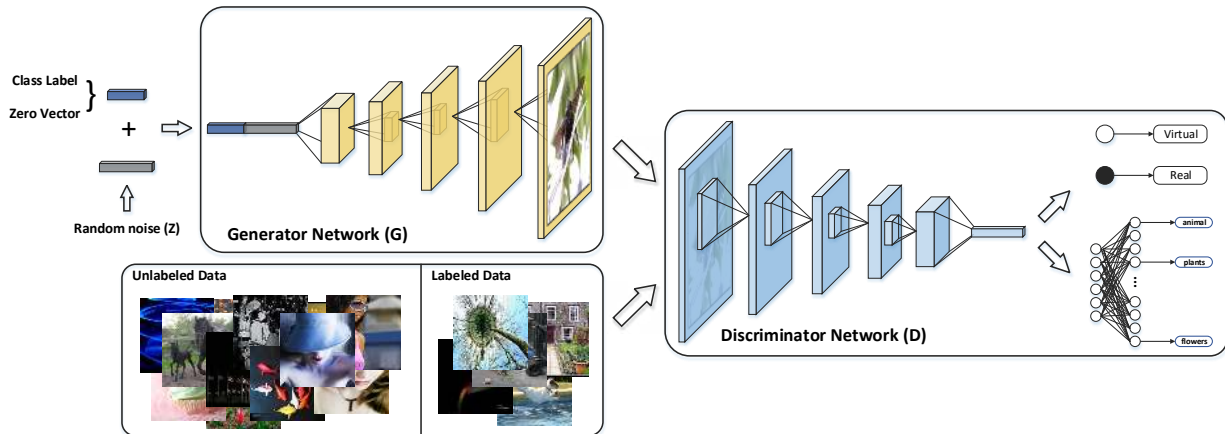 Class Label
Zero Vector
}
+
Random noise (Z)
Generator Network (G)
Unlabeled Data
Labeled Data
Discriminator Network (D)
Virtual
Real
animal
plants
...
flowers